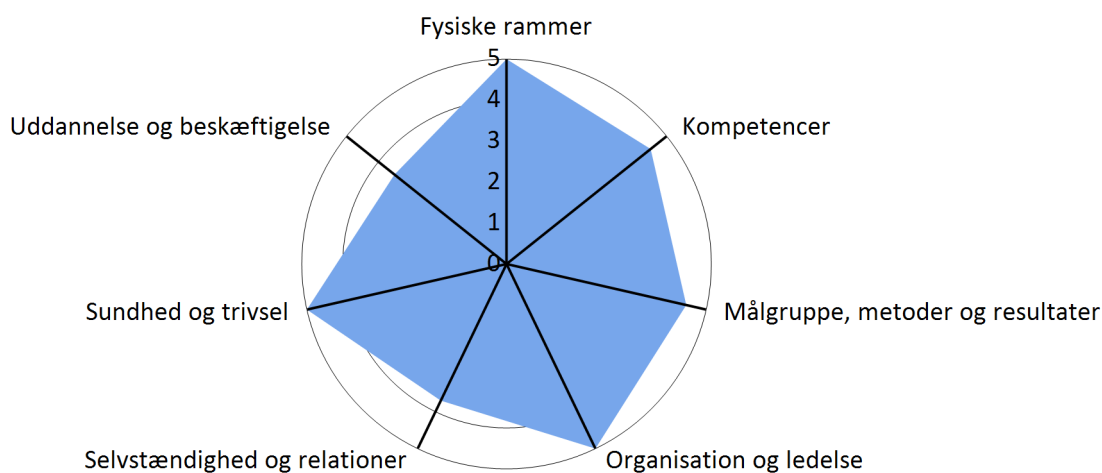 Fysiske rammer
5
4
3
2
1
0
Kompetencer
Målgruppe, metoder og resultater
Organisation og ledelse
Selvstændighed og relationer
Sundhed og trivsel
Uddannelse og beskæftigelse